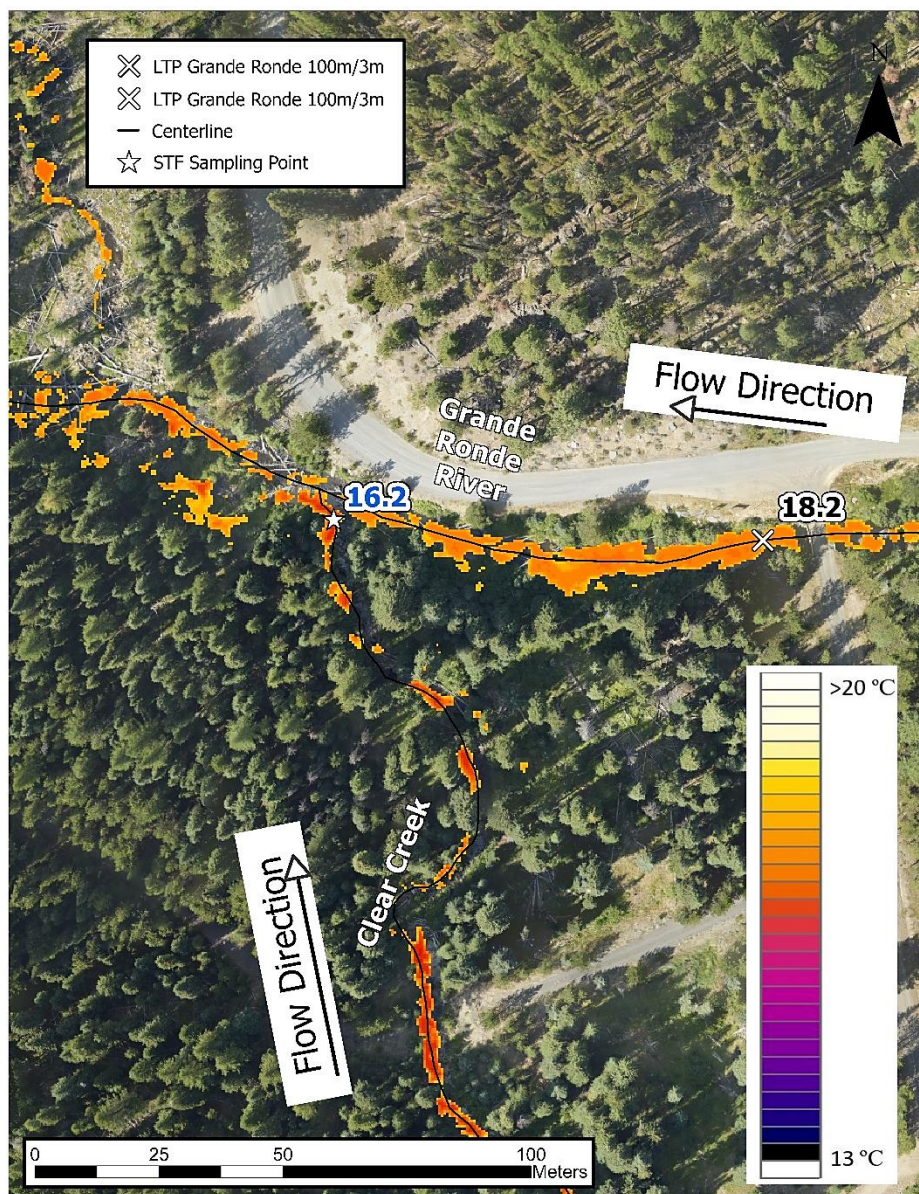 LTP Grande Ronde 100m/3m
LTP Grande Ronde 100m/3m
Centerline
STF Sampling Point
N
Flow Direction
Grande
Ronde
River
16.2
18.2
>20 °C
Clear Creek
Flow Direction
13 °C
0 25 50 100
Meters